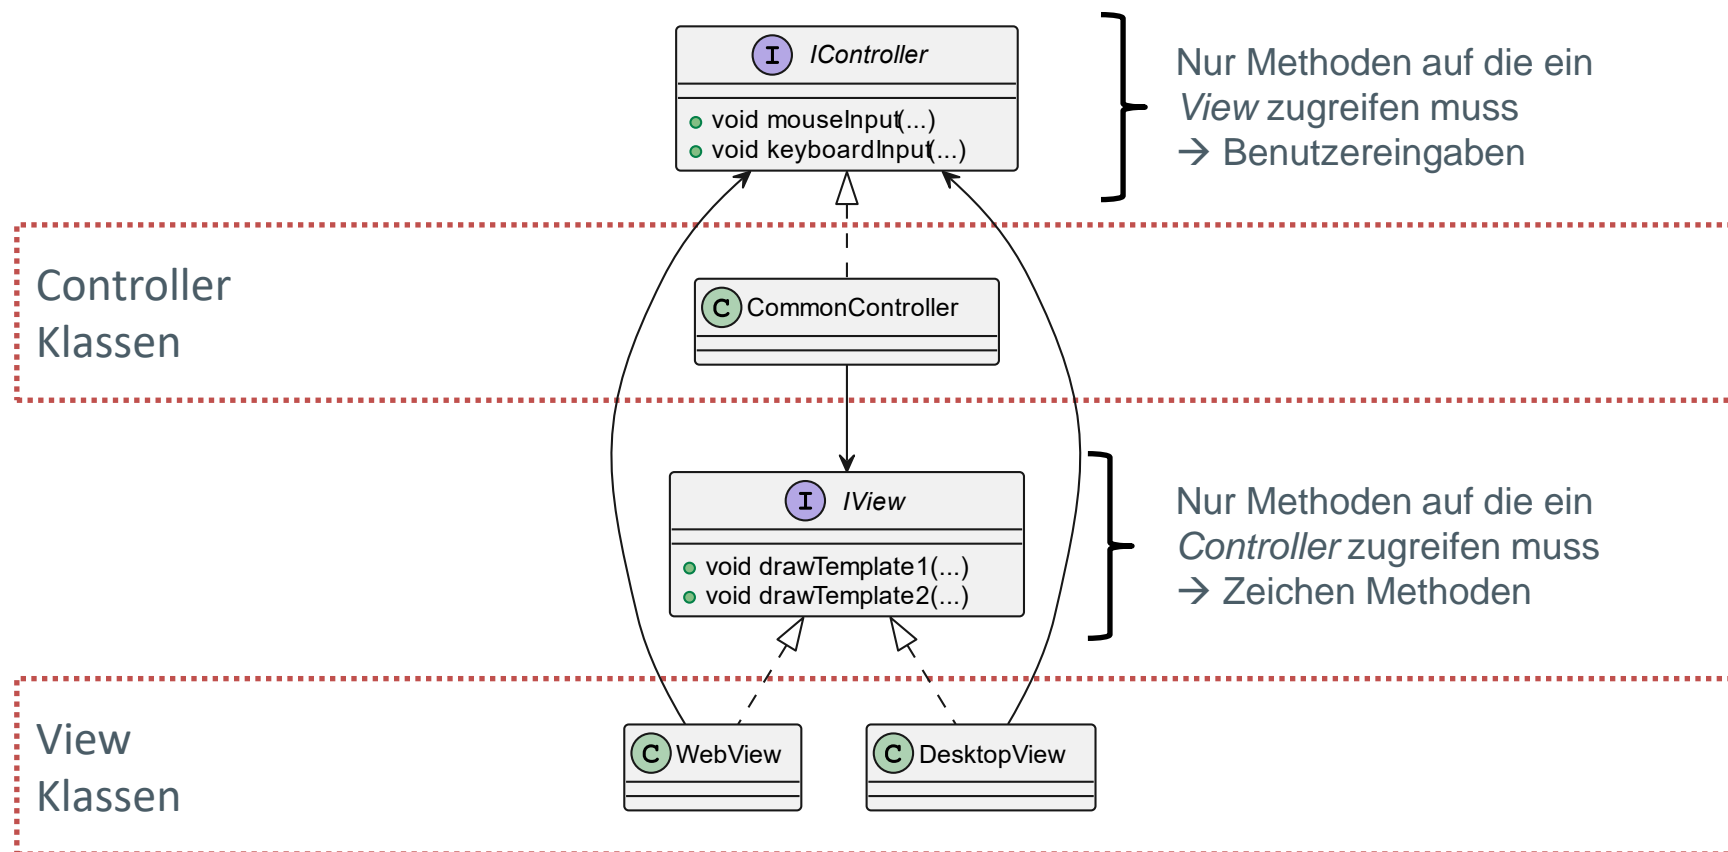 I IController
void mouseInput(...)
void keyboardInput(...)
Nur Methoden auf die ein
View zugreifen muss
→ Benutzereingaben
Controller
Klassen
C CommonController
I IView
void drawTemplate1(...)
void drawTemplate2(...)
Nur Methoden auf die ein
Controller zugreifen muss
→ Zeichen Methoden
View
Klassen
C WebView
C DesktopView